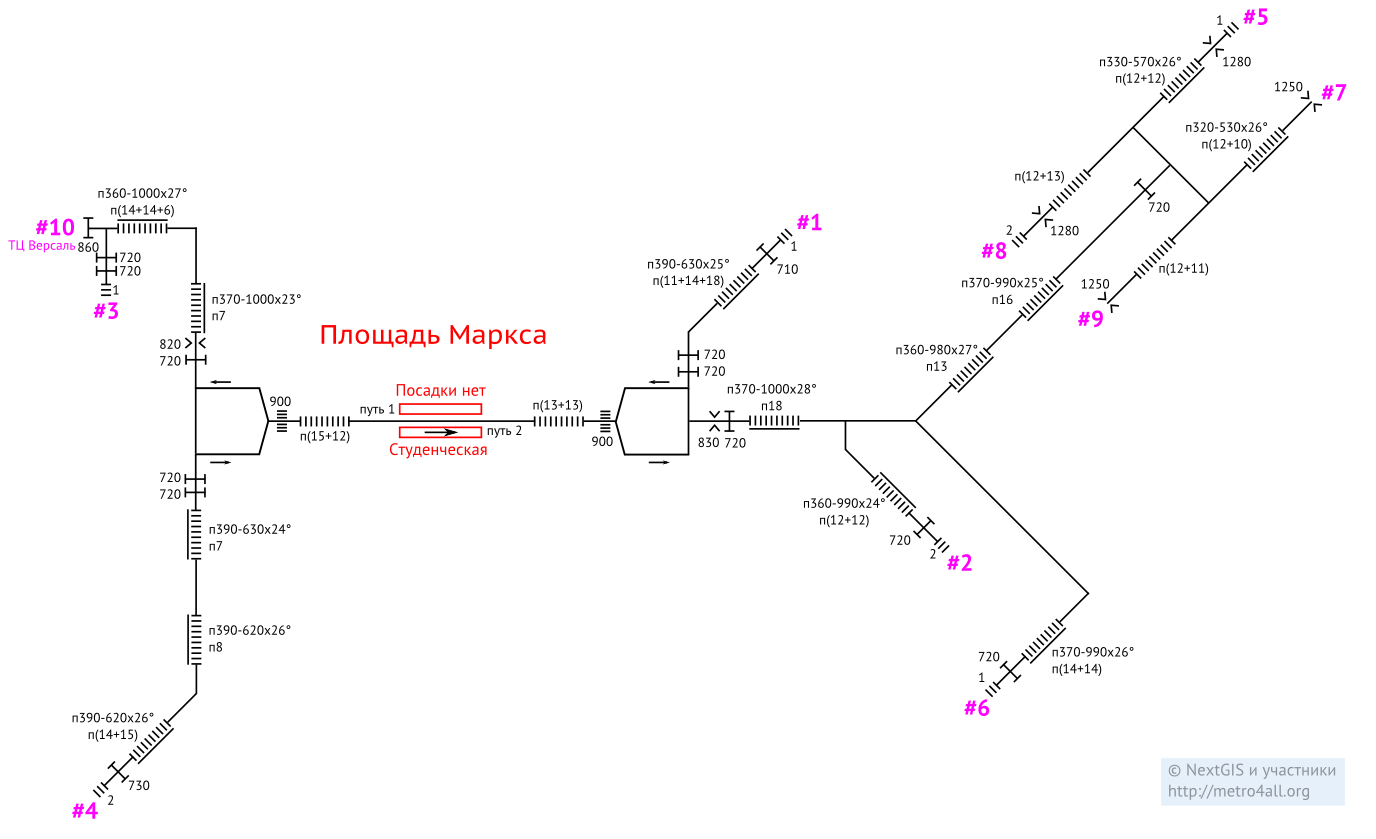 #5
1
п330-570x26°
(12+12)
1280
#7
1250
п320-530x26°
п(12+10)
п(12+13)
2
1280
#8
720
п(12+11)
1250
#9
п360-1000x27°
п(14+14+6)
#10
ТЦ Версаль
860
720
720
1
#3
п370-1000x23°
п7
820
720
Площадь Маркса
#1
1
710
п390-630x25°
п(11+14+18)
720
720
п370-990x25°
п16
п360-980x27°
п13
п370-1000x28°
п18
900
п(15+12)
Посадки нет
путь 1
путь 2
Студенческая
п(13+13)
900
830
720
720
720
п390-630x24°
п7
п390-620x26°
п8
п390-620x26°
п(14+15)
730
2
#4
п360-990x24°
п(12+12)
720
2
#2
720
п370-990x26°
п(14+14)
1
#6
© NextGIS и участники
http://metro4all.org